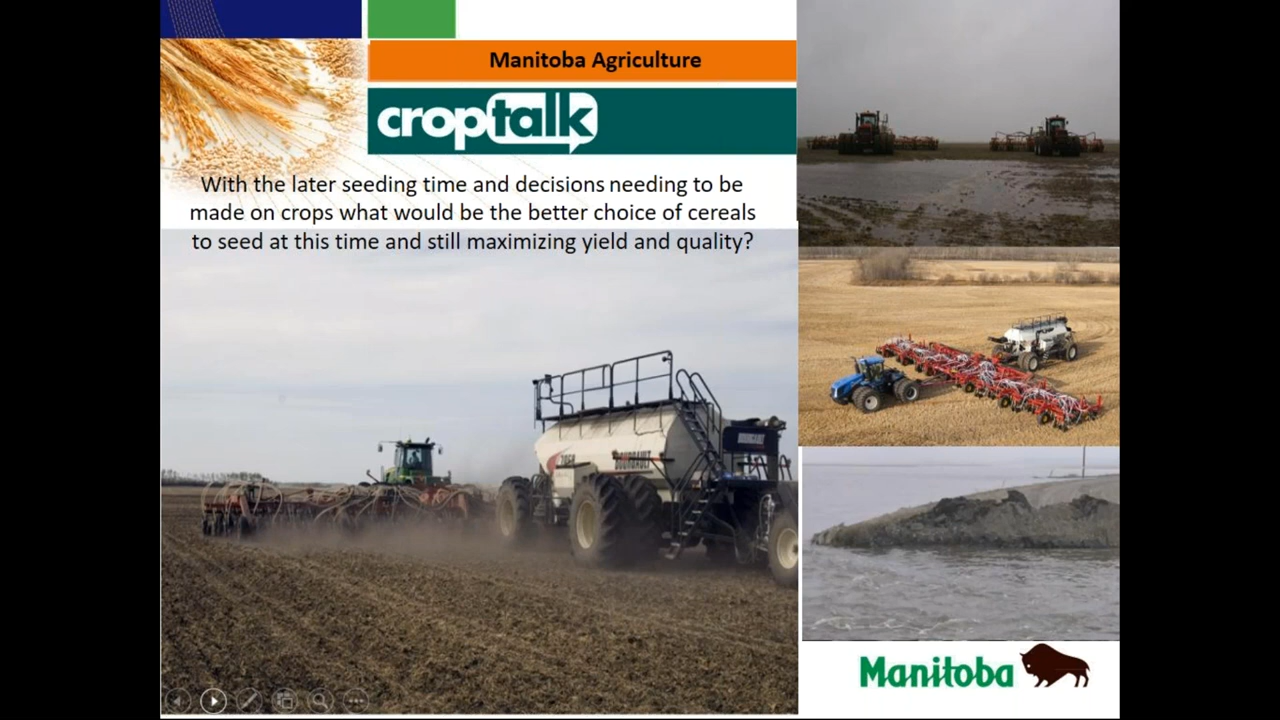 Manitoba Agriculture
croptalk
With the later seeding time and decisions needing to be
made on crops what would be the better choice of cereals
to seed at this time and still maximizing yield and quality?
BOURGAULT
Manitoba